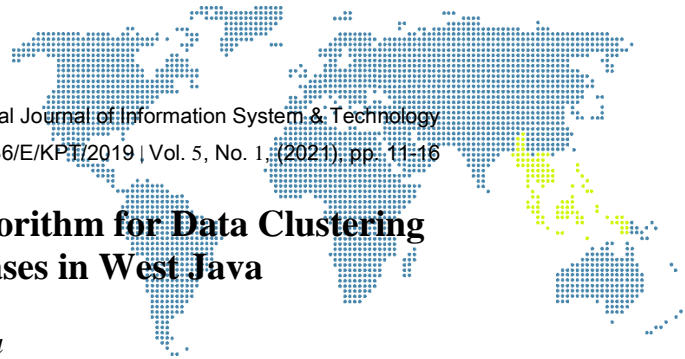 al Journal of Information System & Technology
6/E/KPT/2019 | Vol. 5, No. 1, (2021), pp. 11-16
orithm for Data Clustering
ases in West Java